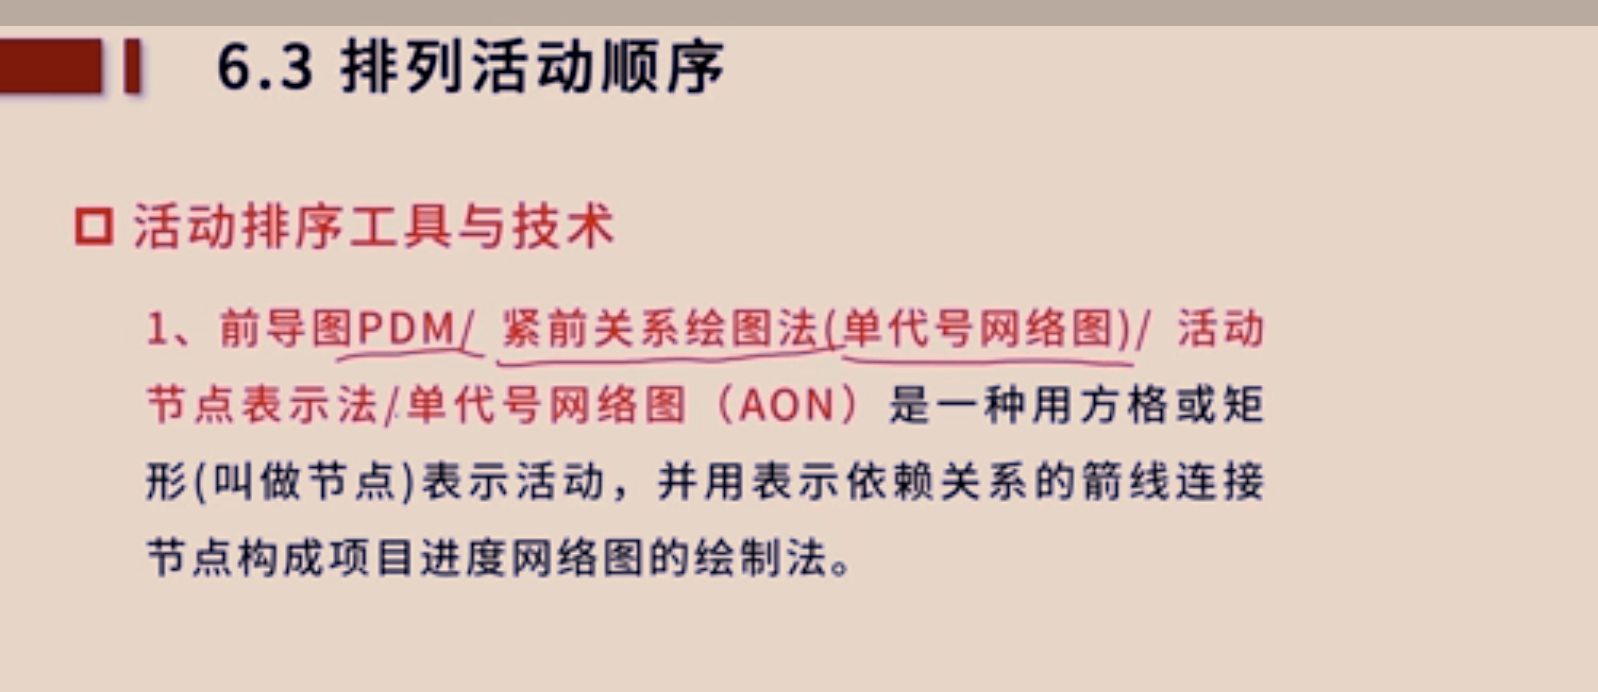 6.3 排列活动顺序
活动排序工具与技术
1、前导图PDM/ 紧前关系绘图法(单代号网络图)/ 活动
节点表示法/单代号网络图（AON）是一种用方格或矩
形(叫做节点)表示活动，并用表示依赖关系的箭线连接
节点构成项目进度网络图的绘制法。